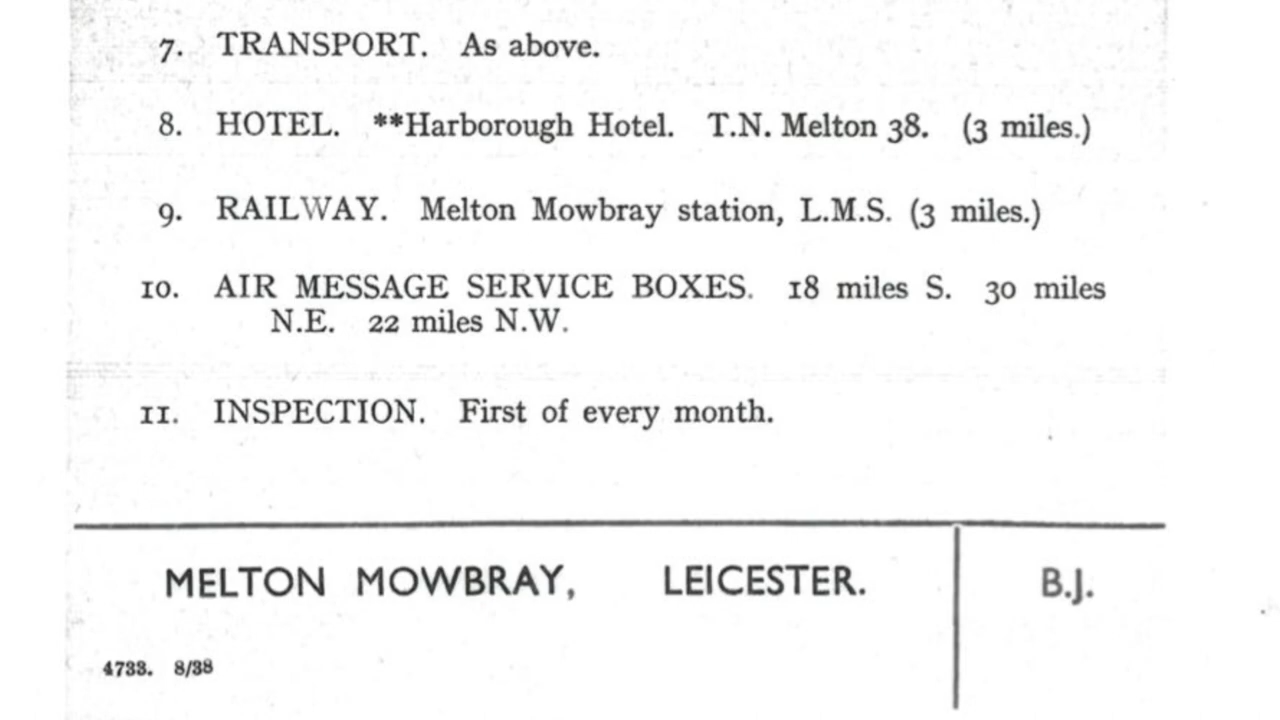 7. TRANSPORT. As above.
8. HOTEL. **Harborough Hotel. T.N. Melton 38. (3 miles.)
9. RAILWAY. Melton Mowbray station, L.M.S. (3 miles.)
10. AIR MESSAGE SERVICE BOXES. 18 miles S. 30 miles
N.E. 22 miles N.W.
11. INSPECTION. First of every month.
MELTON MOWBRAY, LEICESTER. B.J.
4733. 8/38